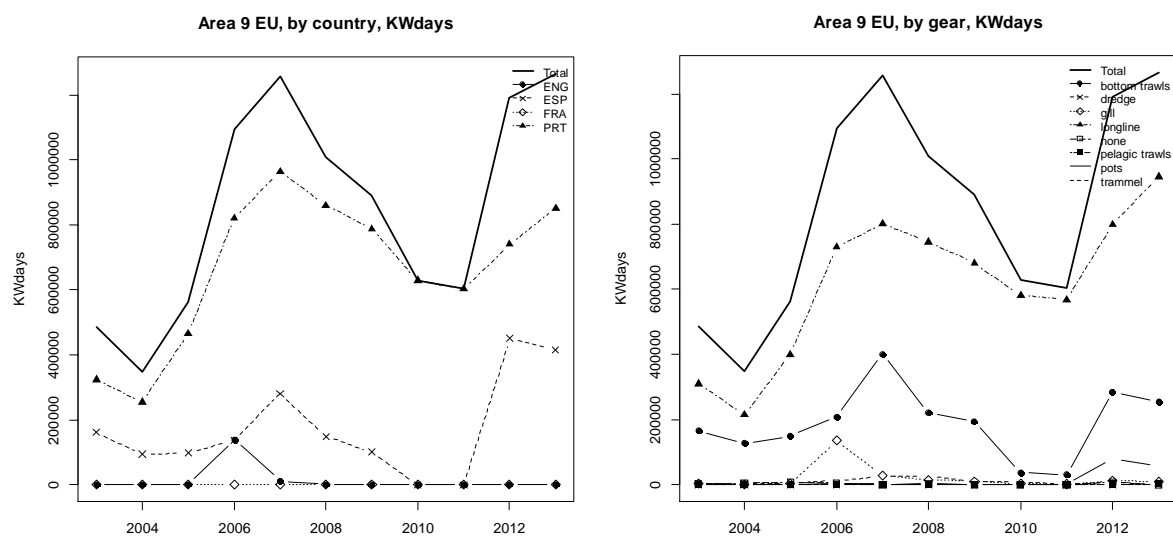 Area 9 EU, by country, KWdays
KWdays
0
200000
400000
600000
800000
1000000
2004
2006
2008
2010
2012
Total
ENG
ESP
FRA
PRT
Area 9 EU, by gear, KWdays
KWdays
0
200000
400000
600000
800000
1000000
2004
2006
2008
2010
2012
Total
bottom trawls
dredge
gill
longline
none
pelagic trawls
pots
trammel